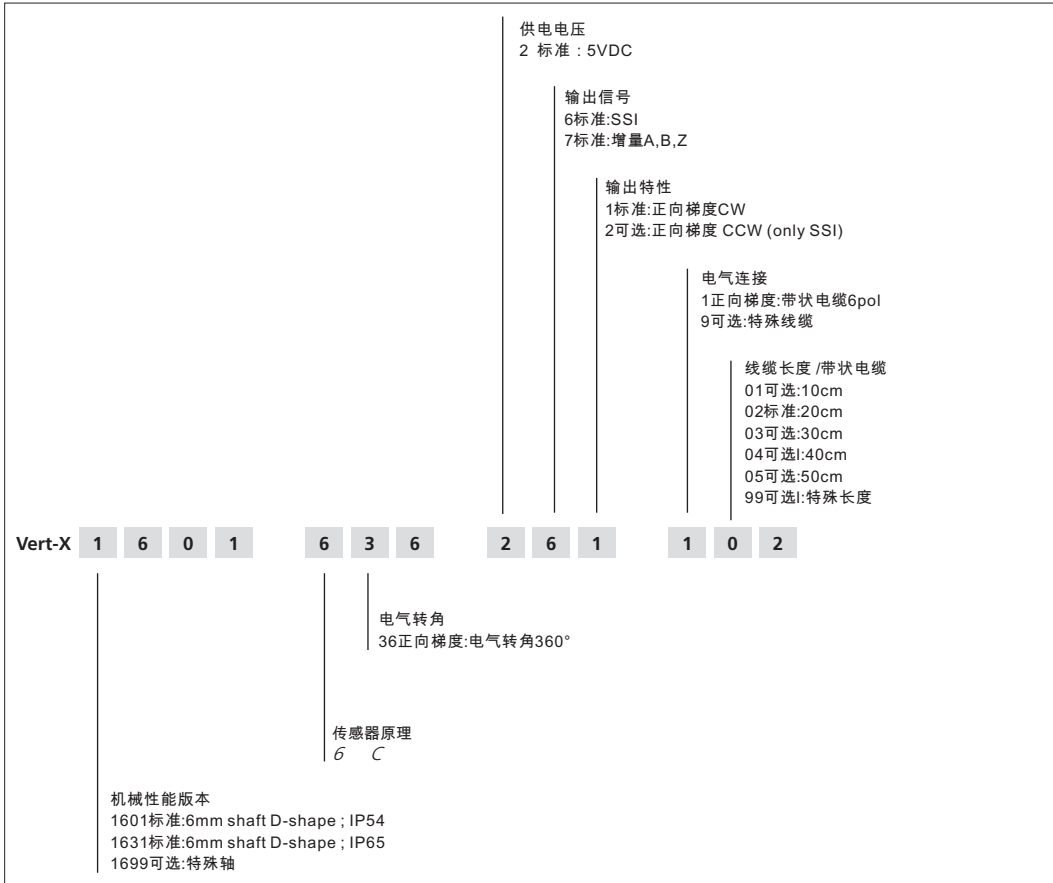 供电电压
2 标准 : 5VDC
输出信号
6标准:SSI
7标准:增量A,B,Z
输出特性
1标准:正向梯度CW
2可选:正向梯度 CCW (only SSI)
电气连接
1正向梯度:带状电缆6pol
9可选:特殊线缆
线缆长度 /带状电缆
01可选:10cm
02标准:20cm
03可选:30cm
04可选l:40cm
05可选:50cm
99可选l:特殊长度
Vert-X 1 6 0 1 6 3 6 2 6 1 1 0 2
电气转角
36正向梯度:电气转角360°
传感器原理
6 C
机械性能版本
1601标准:6mm shaft D-shape ; IP54
1631标准:6mm shaft D-shape ; IP65
1699可选:特殊轴